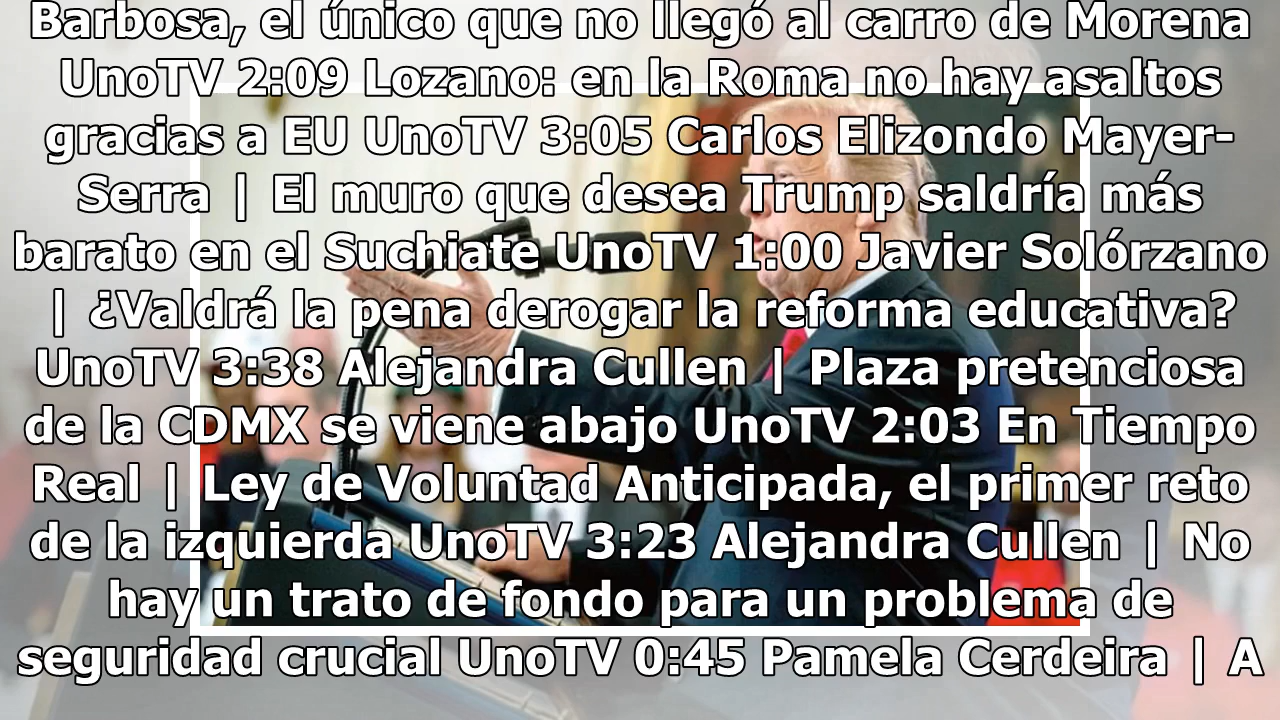 Barbosa, el único que no llegó al carro de Morena
UnoTV 2:09 Lozano: en la Roma no hay asaltos
gracias a EU UnoTV 3:05 Carlos Elizondo Mayer-
Serra | El muro que desea Trump saldría más
barato en el Suchiate UnoTV 1:00 Javier Solórzano
| ¿Valdrá la pena derogar la reforma educativa?
UnoTV 3:38 Alejandra Cullen | Plaza pretenciosa
de la CDMX se viene abajo UnoTV 2:03 En Tiempo
Real | Ley de Voluntad Anticipada, el primer reto
de la izquierda UnoTV 3:23 Alejandra Cullen | No
hay un trato de fondo para un problema de
seguridad crucial UnoTV 0:45 Pamela Cerdeira | A